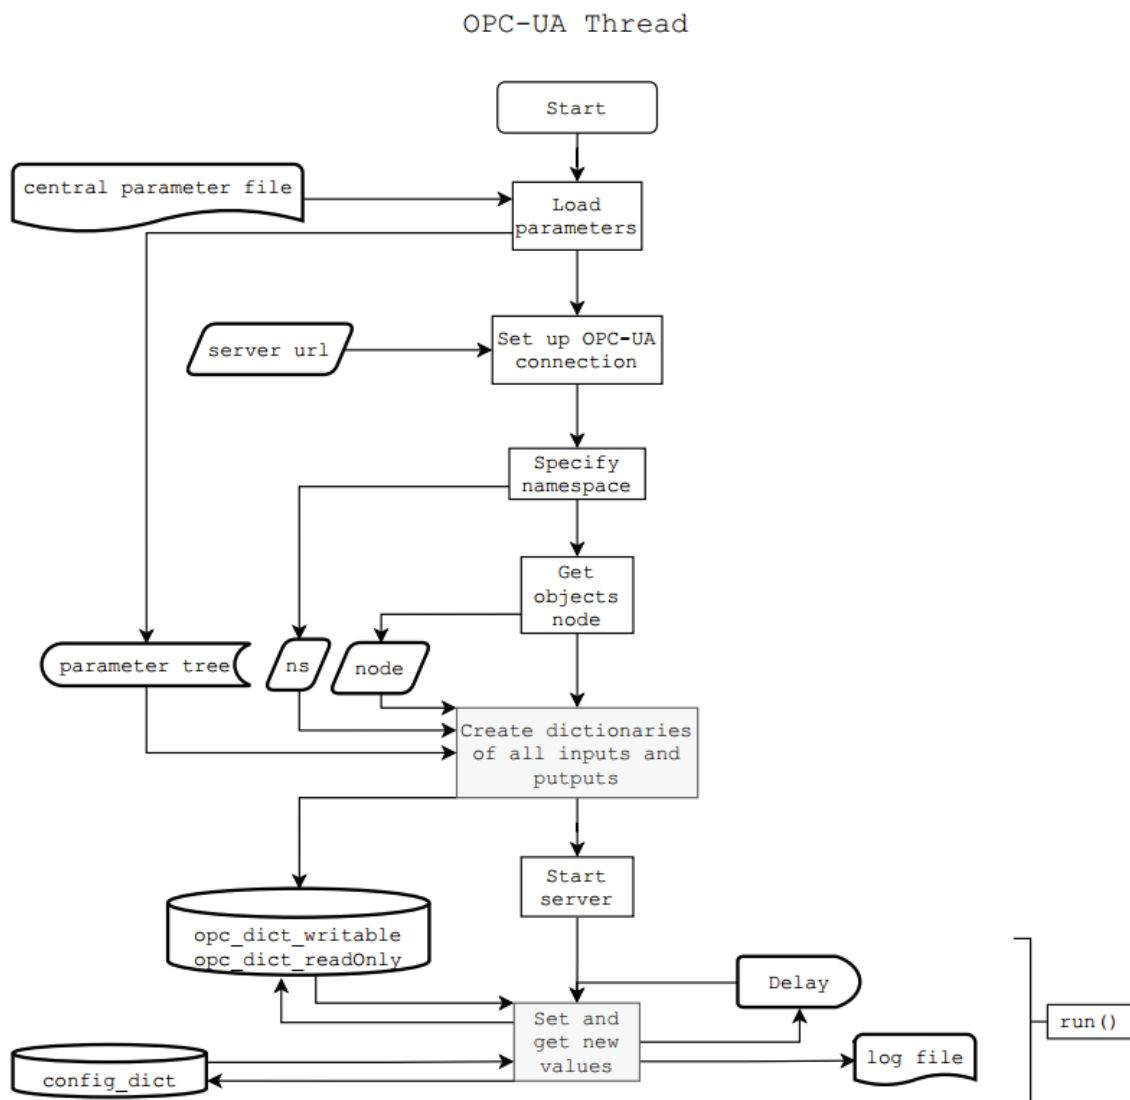 OPC-UA Thread
Start
central parameter file
Load
parameters
server url
Set up OPC-UA
connection
Specify
namespace
Get
objects
node
parameter tree
ns
node
Create dictionaries
of all inputs and
putputs
Start
server
opc_dict_writable
opc_dict_readOnly
Delay
Set and
get new
values
run()
log file
config_dict